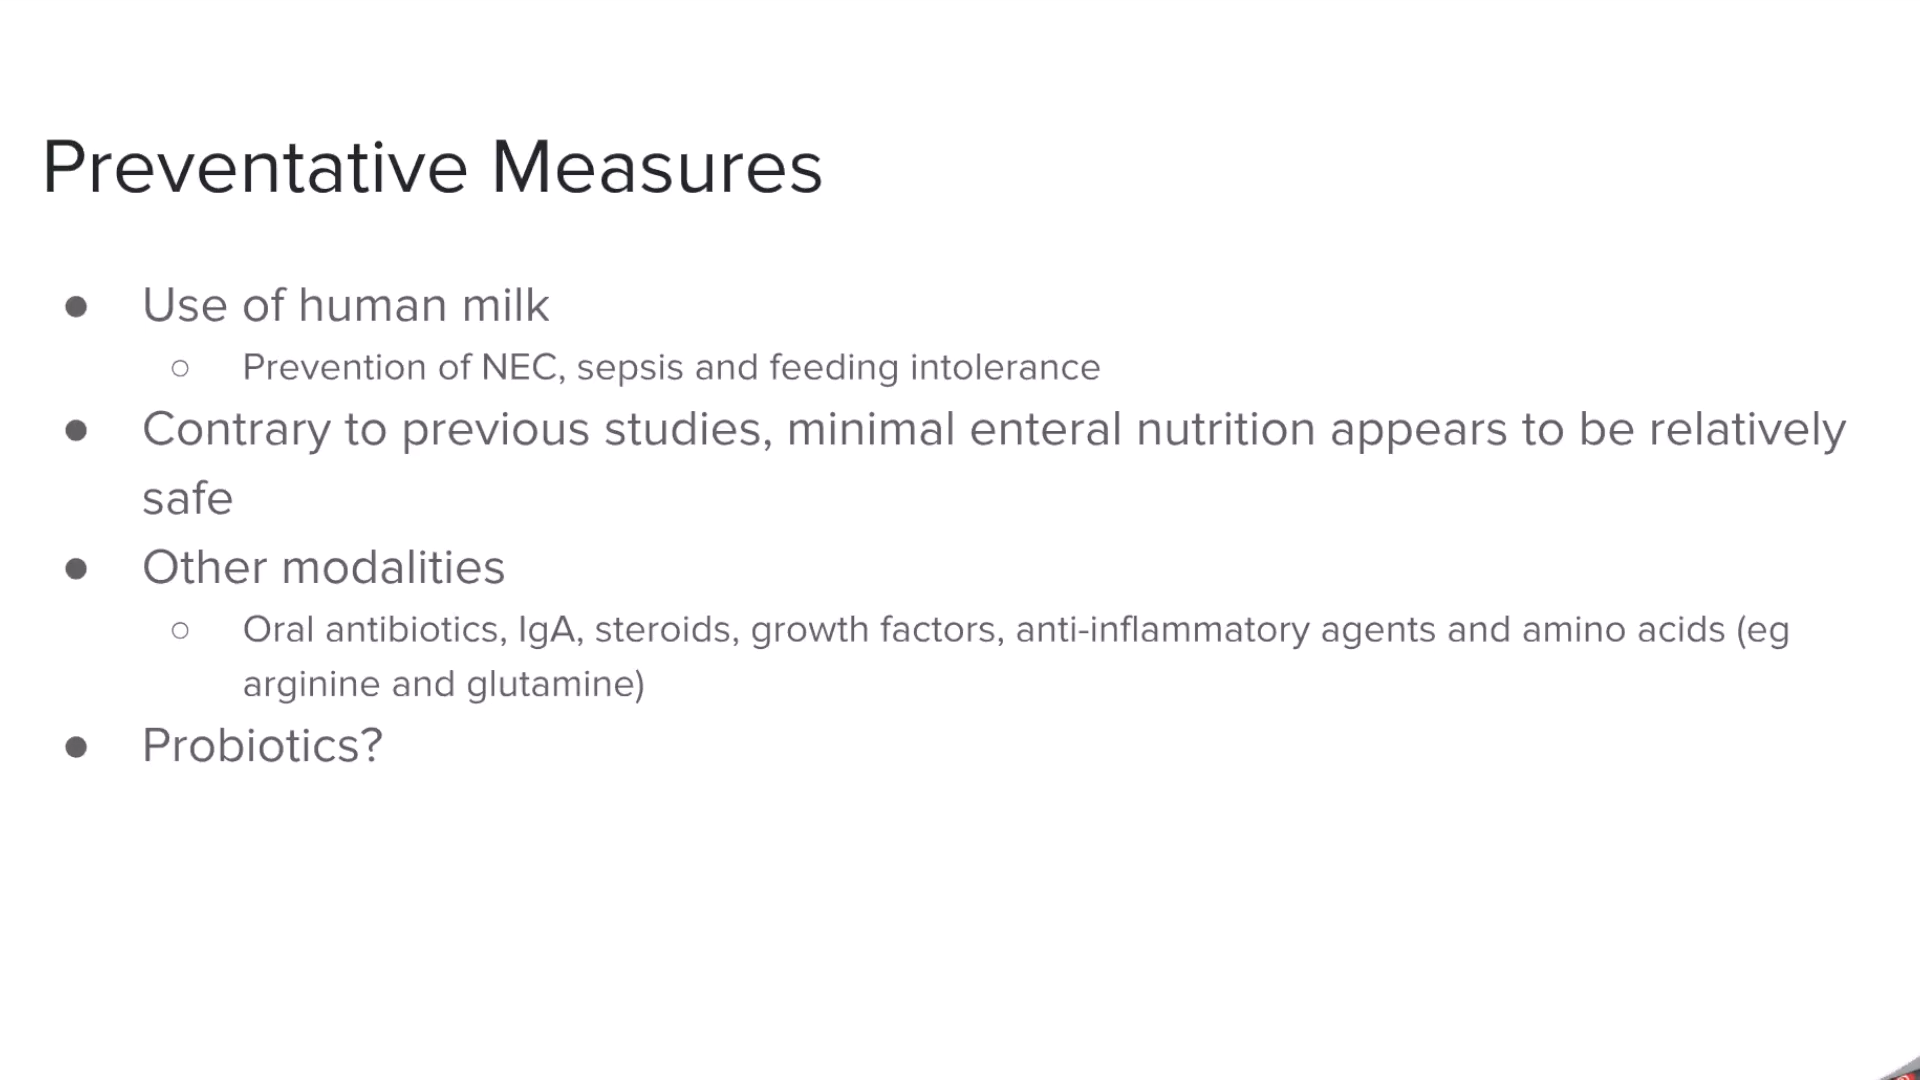 Preventative Measures
● Use of human milk
○ Prevention of NEC, sepsis and feeding intolerance
● Contrary to previous studies, minimal enteral nutrition appears to be relatively
safe
● Other modalities
○ Oral antibiotics, IgA, steroids, growth factors, anti-inflammatory agents and amino acids (eg
arginine and glutamine)
● Probiotics?